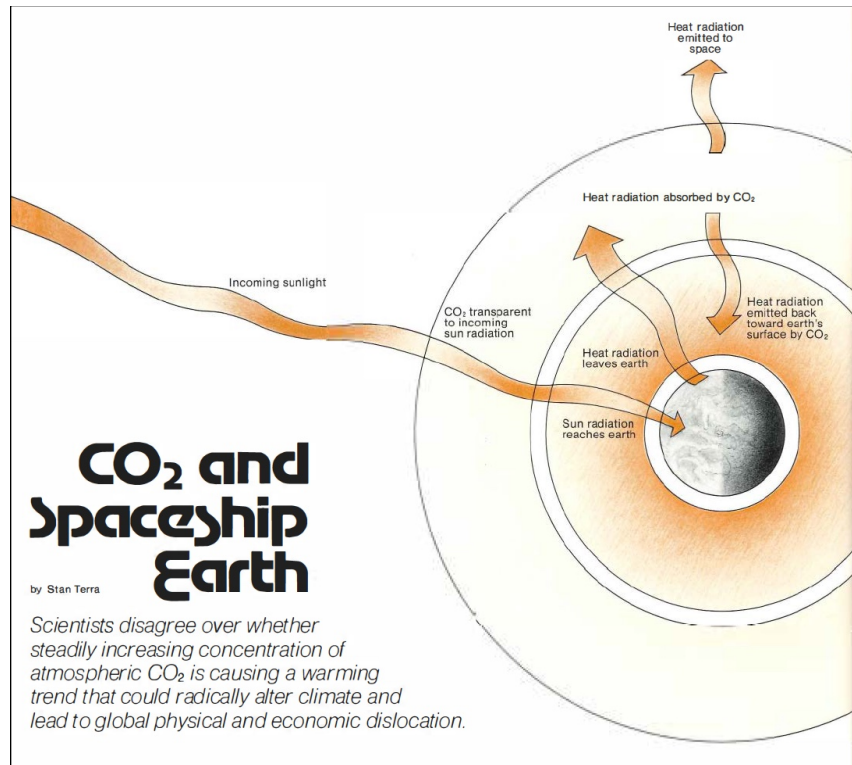 Heat radiation
emitted to
space
Heat radiation absorbed by CO₂
Incoming sunlight
CO₂ transparent
to incoming
sun radiation
Heat radiation
emitted back
toward earth's
surface by CO₂
Heat radiation
leaves earth
Sun radiation
reaches earth
CO₂ and
Spaceship
Earth
by Stan Terra
Scientists disagree over whether
steadily increasing concentration of
atmospheric CO₂ is causing a warming
trend that could radically alter climate and
lead to global physical and economic dislocation.